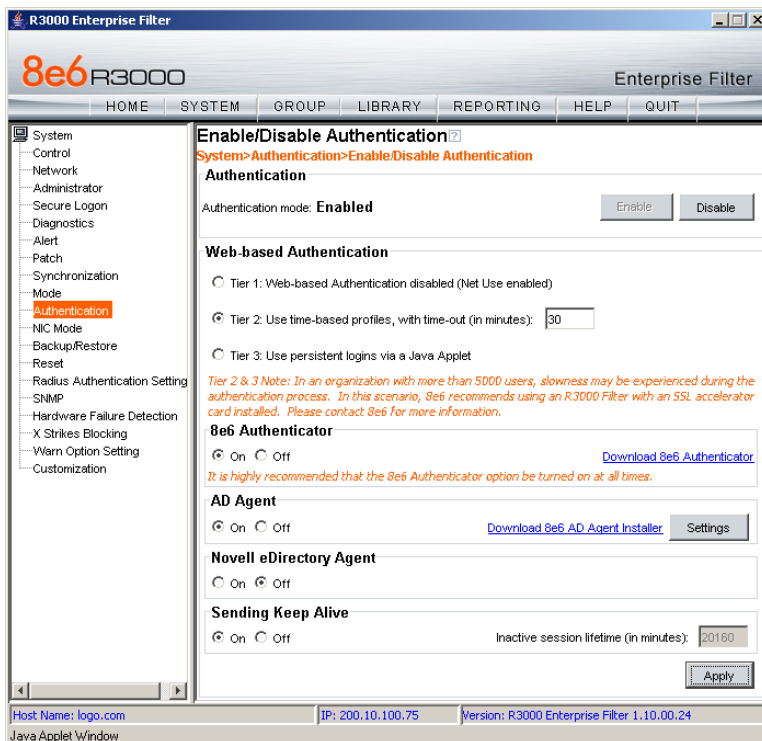 R3000 Enterprise Filter
8e6 R3000
Enterprise Filter
HOME SYSTEM GROUP LIBRARY REPORTING HELP QUIT
System
Control
Network
Administrator
Secure Logon
Diagnostics
Alert
Patch
Synchronization
Mode
Authentication
NIC Mode
Backup/Restore
Reset
Radius Authentication Setting
SNMP
Hardware Failure Detection
X Strikes Blocking
Warn Option Setting
Customization
Enable/Disable Authentication ?
System>Authentication>Enable/Disable Authentication
Authentication
Authentication mode: Enabled Enable Disable
Web-based Authentication
Tier 1: Web-based Authentication disabled (Net Use enabled)
Tier 2: Use time-based profiles, with time-out (in minutes): 30
Tier 3: Use persistent logins via a Java Applet
Tier 2 & 3 Note: In an organization with more than 5000 users, slowness may be experienced during the
authentication process. In this scenario, 8e6 recommends using an R3000 Filter with an SSL accelerator
card installed. Please contact 8e6 for more information.
8e6 Authenticator
On Off Download 8e6 Authenticator
It is highly recommended that the 8e6 Authenticator option be turned on at all times.
AD Agent
On Off Download 8e6 AD Agent Installer Settings
Novell eDirectory Agent
On Off
Sending Keep Alive
On Off Inactive session lifetime (in minutes): 20160
Apply
Host Name: logo.com IP: 200.10.100.75 Version: R3000 Enterprise Filter 1.10.00.24
Java Applet Window